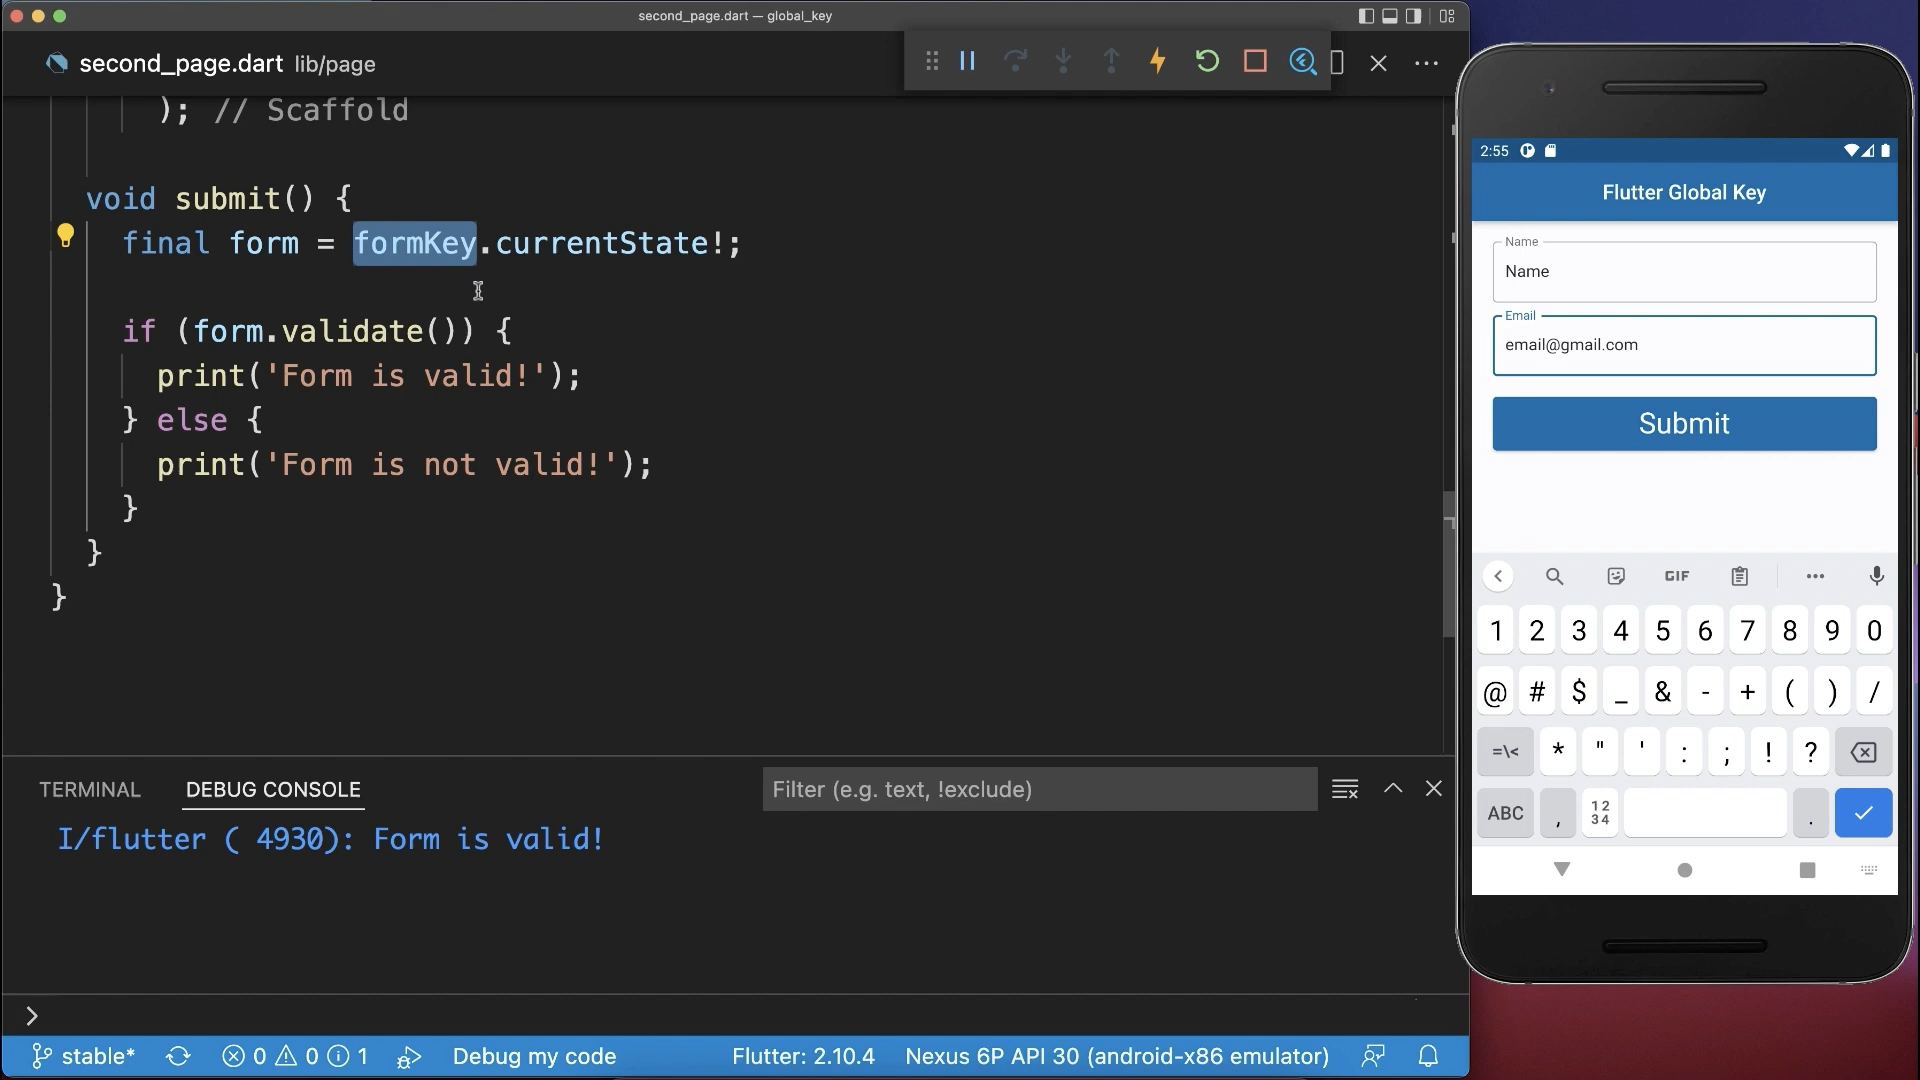 second_page.dart — global_key
second_page.dart lib/page
); // Scaffold
void submit() {
final form = formKey.currentState!;
if (form.validate()) {
print('Form is valid!');
} else {
print('Form is not valid!');
}
}
}
TERMINAL
DEBUG CONSOLE
Filter (e.g. text, !exclude)
I/flutter ( 4930): Form is valid!
stable*
0 0 1
Debug my code
Flutter: 2.10.4
Nexus 6P API 30 (android-x86 emulator)
2:55
Flutter Global Key
Name
Name
Email
email@gmail.com
Submit
GIF
1 2 3 4 5 6 7 8 9 0
@ # $ _ & - + ( ) /
=\< * " ' : ; ! ?
ABC , 12 34 .